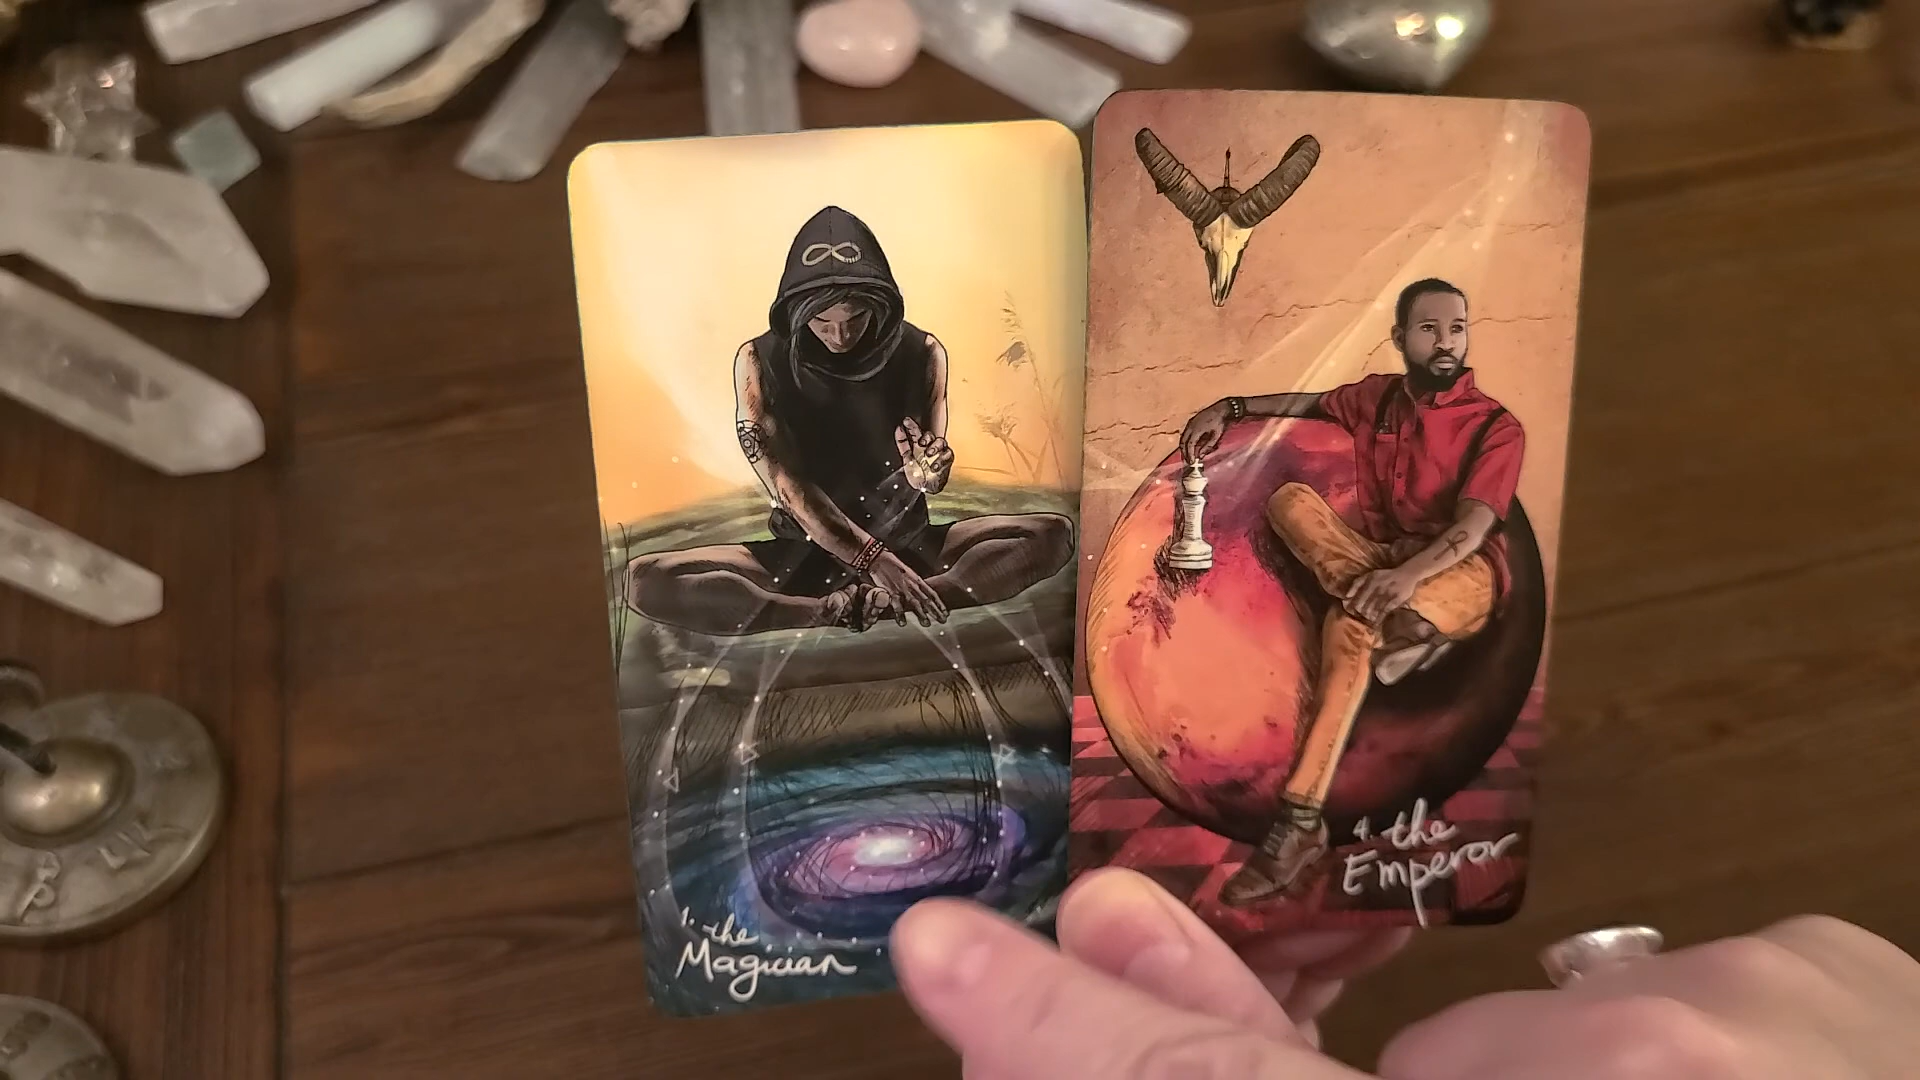 1. the
Magician
4. the
Emperor